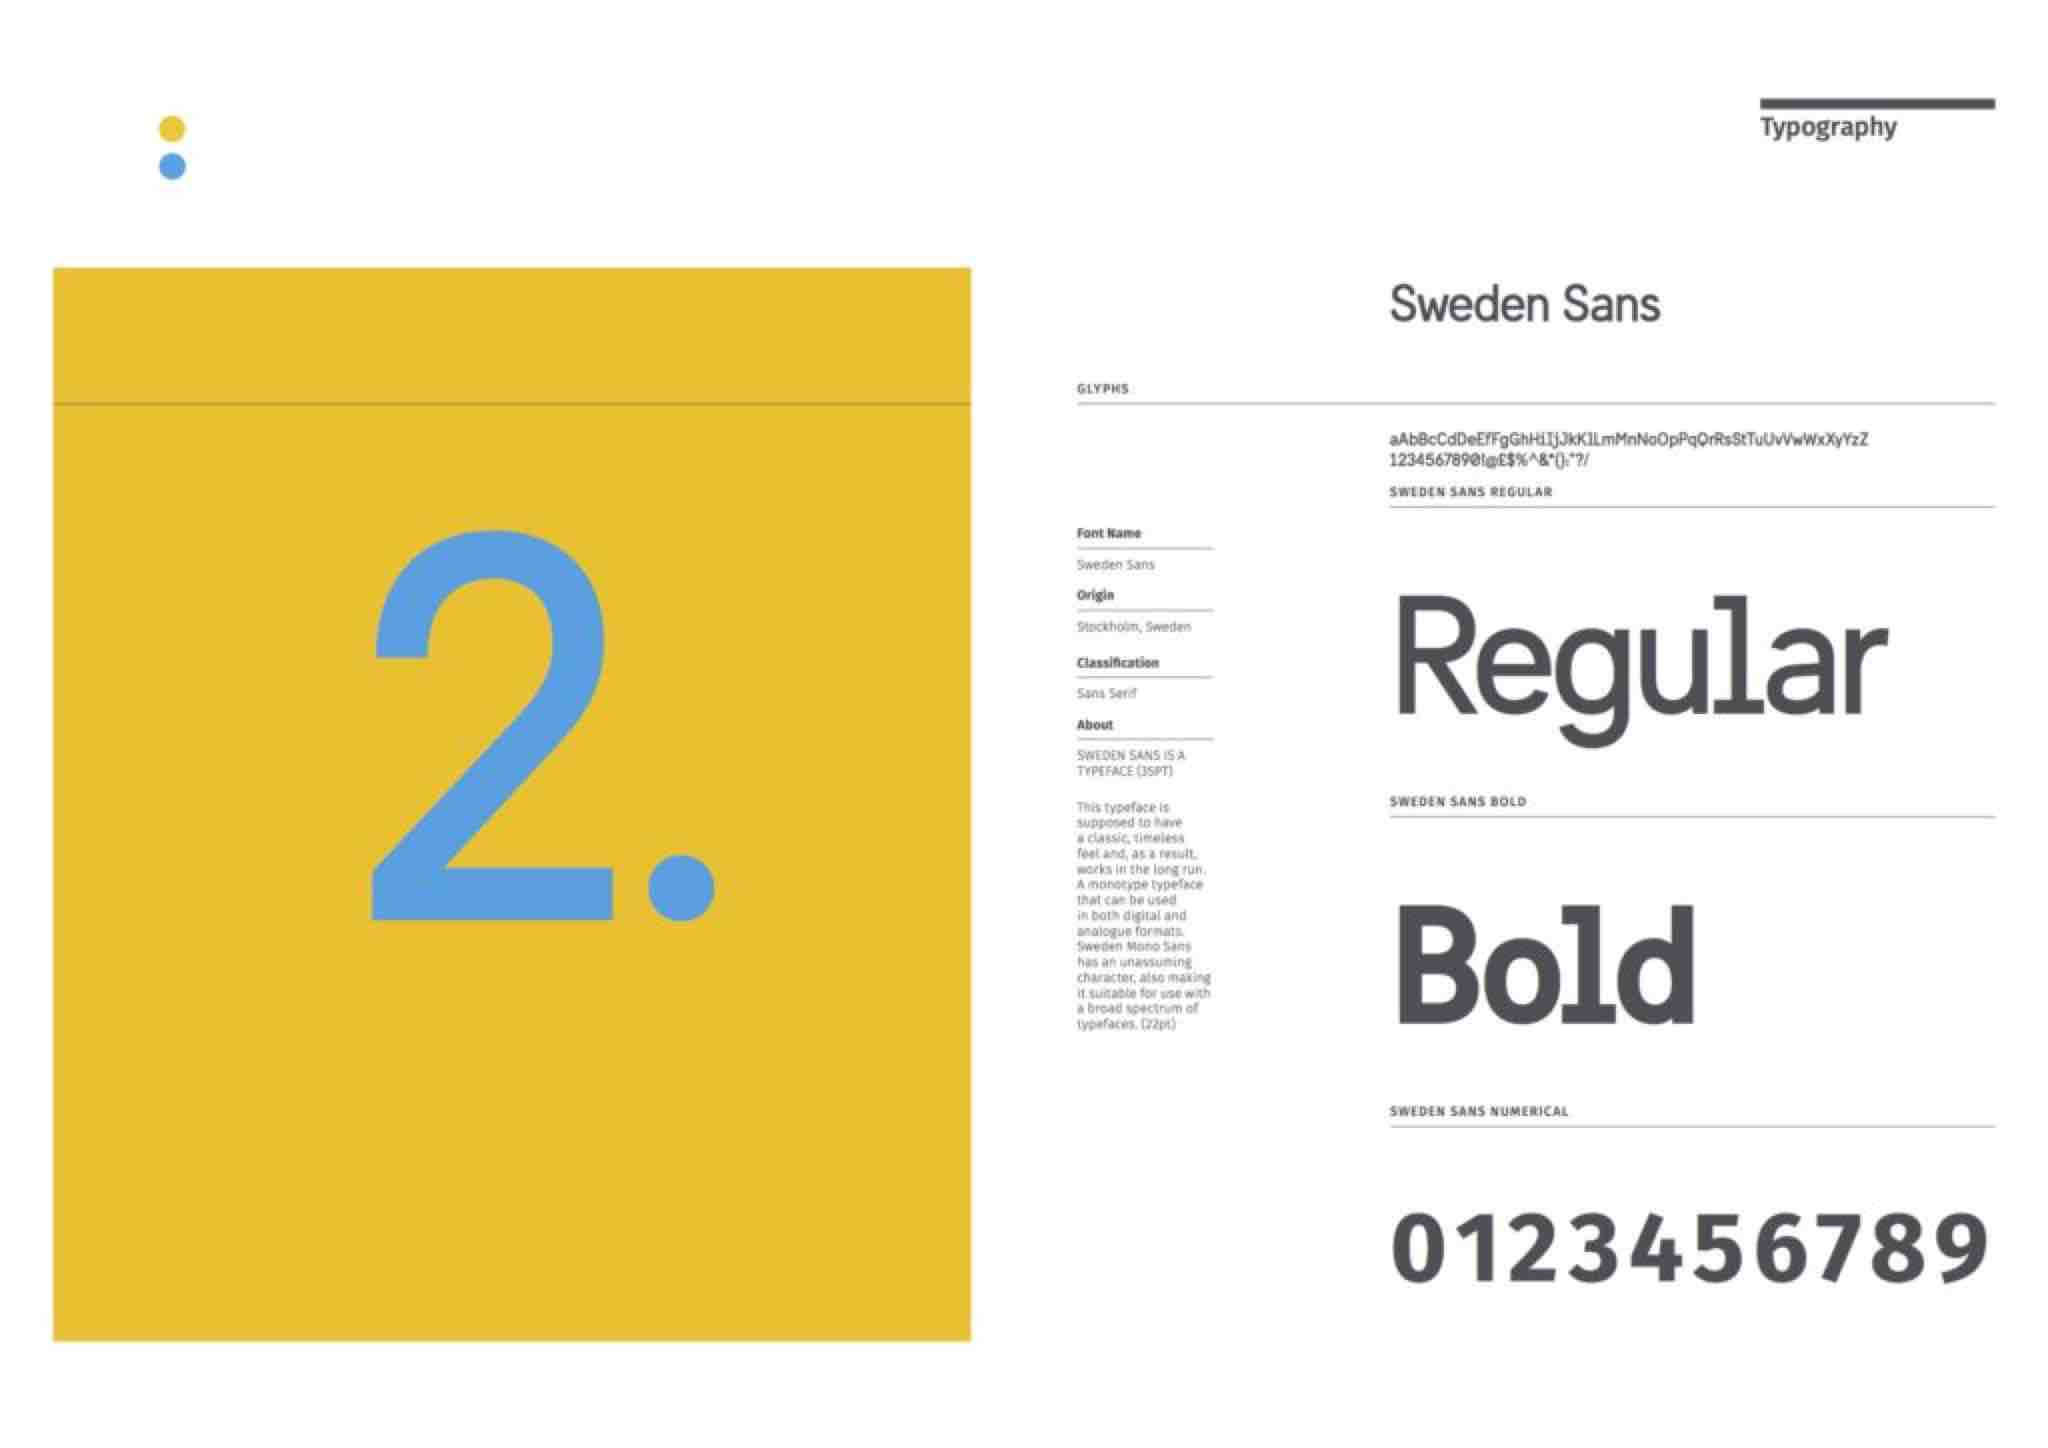 Typography
2.
Sweden Sans
GLYPHS
aAbBcCdDeEfFgGhHiIjJkKlLmMnNoOpPqQrRsStTuUvVwWxXyYzZ
1234567890!@£$%^&*():"?/
SWEDEN SANS REGULAR
Font Name
Sweden Sans
Origin
Stockholm, Sweden
Classification
Sans Serif
About
SWEDEN SANS IS A
TYPEFACE (35PT)
This typeface is
supposed to have
a classic, timeless
feel and, as a result,
works in the long run.
A monotype typeface
that can be used
in both digital and
analogue formats.
Sweden Mono Sans
has an unassuming
character, also making
it suitable for use with
a broad spectrum of
typefaces. (22pt)
Regular
SWEDEN SANS BOLD
Bold
SWEDEN SANS NUMERICAL
0123456789